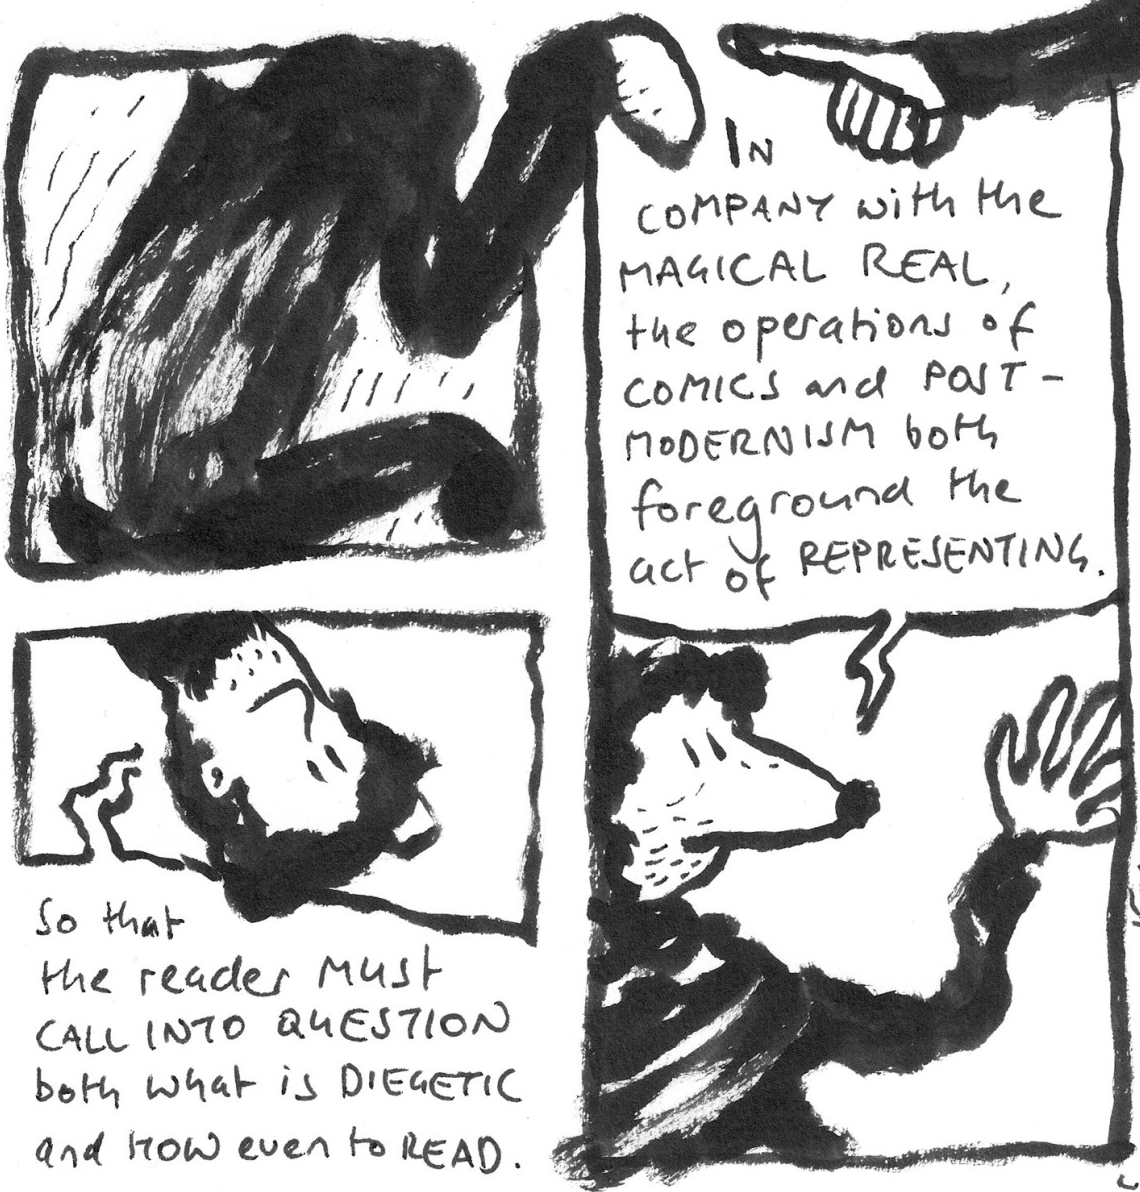 IN
COMPANY with the
MAGICAL REAL,
the operations of
COMICS and POST-
MODERNISM both
foreground the
act of REPRESENTING.
So that
the reader MUST
CALL INTO QUESTION
both what is DIEGETIC
and HOW even to READ.